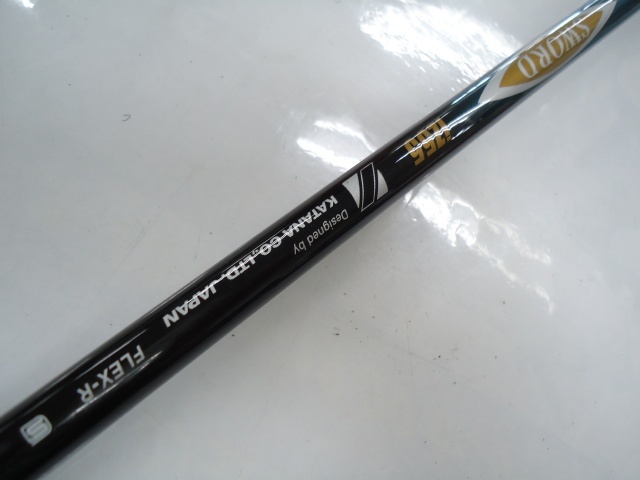 SWORD
Designed by
KATANA CO.,LTD. JAPAN
FLEX-R